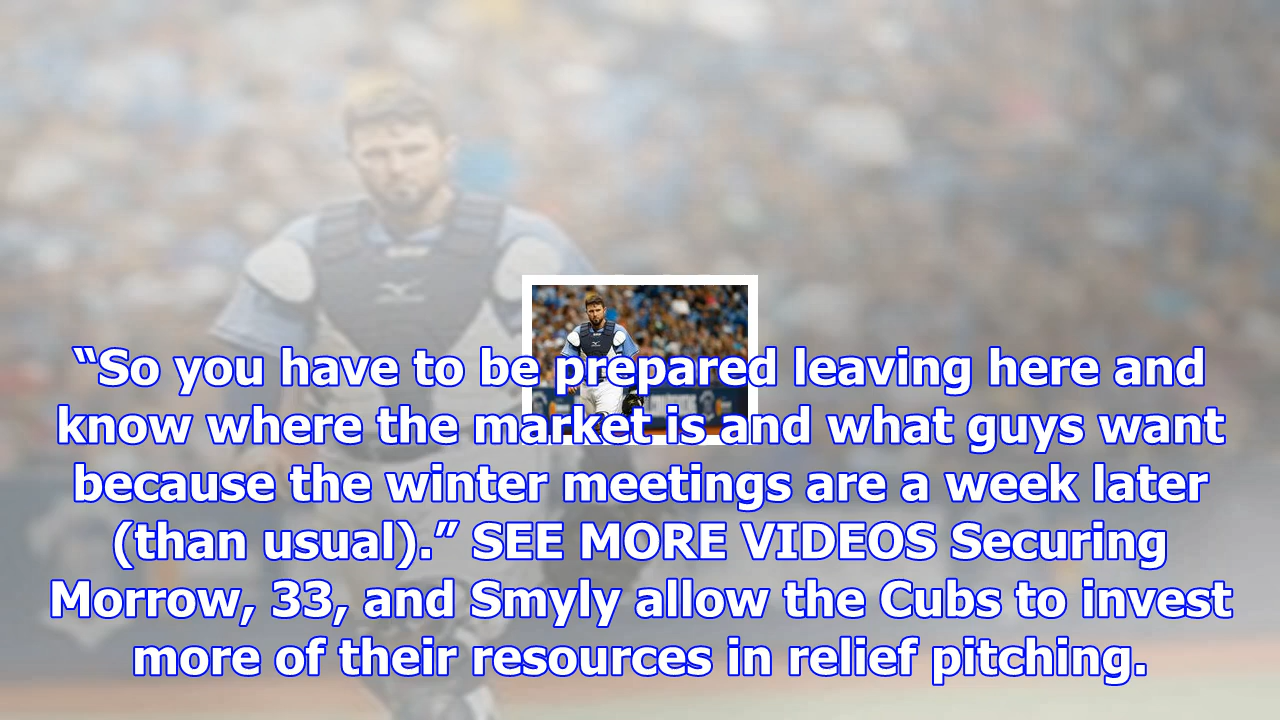 “So you have to be prepared leaving here and
know where the market is and what guys want
because the winter meetings are a week later
(than usual).” SEE MORE VIDEOS Securing
Morrow, 33, and Smyly allow the Cubs to invest
more of their resources in relief pitching.